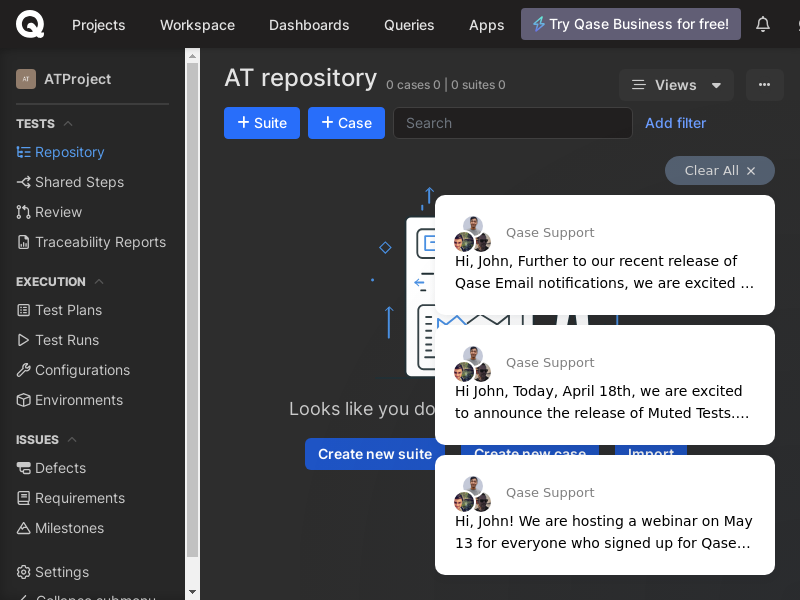 Projects
Workspace
Dashboards
Queries
Apps
Try Qase Business for free!
AT
ATProject
TESTS
Repository
Shared Steps
Review
Traceability Reports
EXECUTION
Test Plans
Test Runs
Configurations
Environments
ISSUES
Defects
Requirements
Milestones
Settings
Collapse submenu
AT repository
0 cases 0 | 0 suites 0
Views
+ Suite
+ Case
Search
Add filter
Clear All ×
Qase Support
Hi, John, Further to our recent release of
Qase Email notifications, we are excited …
Qase Support
Hi John, Today, April 18th, we are excited
to announce the release of Muted Tests.…
Looks like you do
Create new suite
Create new case
Import
Qase Support
Hi, John! We are hosting a webinar on May
13 for everyone who signed up for Qase…